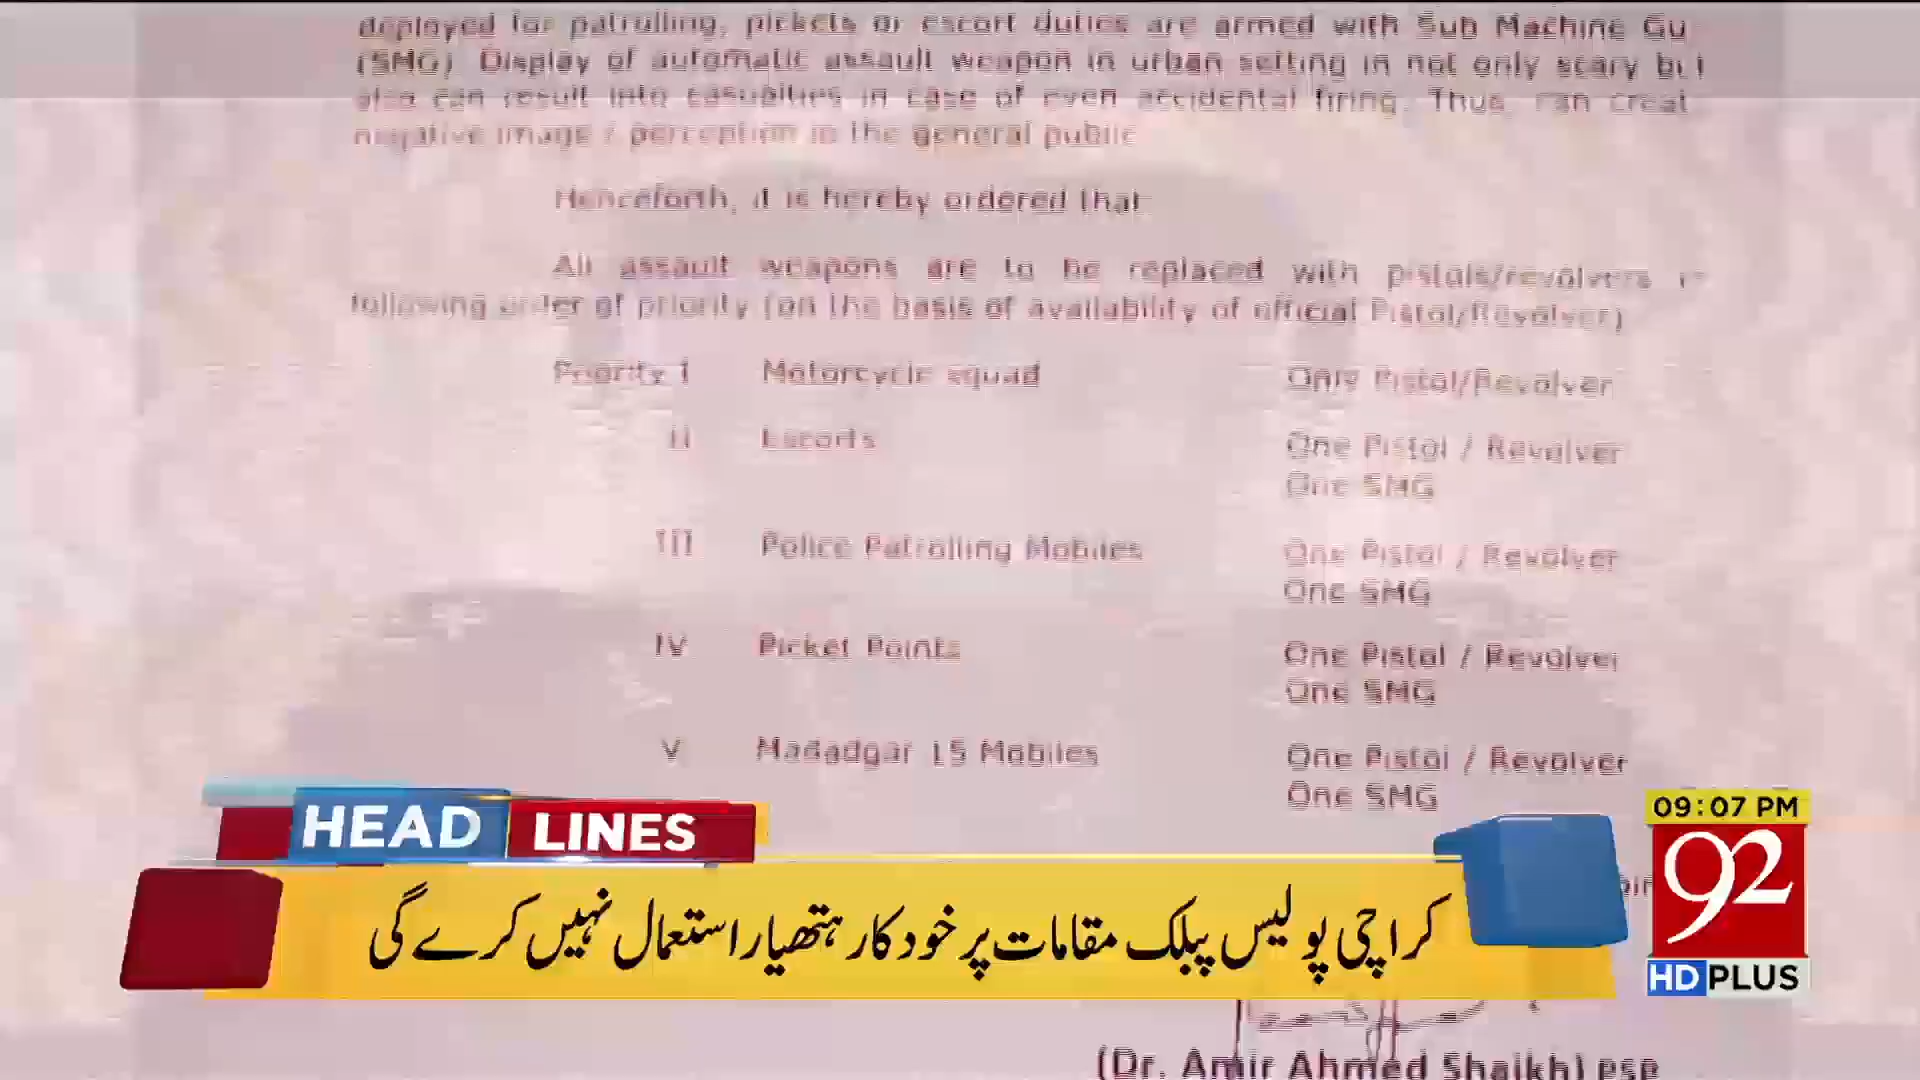 deployed for patrolling, pickets or escort duties are armed with Sub Machine Gu
(SMG). Display of automatic assault weapon in urban setting in not only scary but
also can result into casualties in case of even accidental firing. Thus, can creat
negative image / perception in the general public
Henceforth, it is hereby ordered that
All assault weapons are to be replaced with pistols/revolvers
following order of priority (on the basis of availability of official Pistol/Revolver)
Priority I Motorcycle squad Only Pistol/Revolver
II Escorts One Pistol / Revolver
One SMG
III Police Patrolling Mobiles One Pistol / Revolver
One SMG
IV Picket Points One Pistol / Revolver
One SMG
V Madadgar 15 Mobiles One Pistol / Revolver
One SMG
HEAD LINES
09:07 PM
92
HD PLUS
کراچی پولیس پبلک مقامات پر خودکار ہتھیار استعمال نہیں کرے گی
(Dr. Amir Ahmed Shaikh) PSP